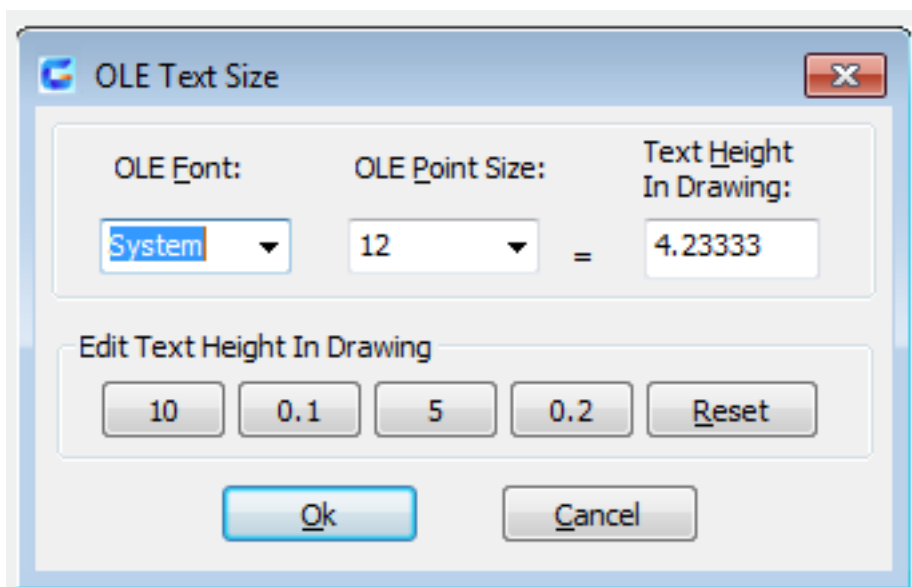 OLE Text Size
OLE Font:
OLE Point Size:
Text Height
In Drawing:
System
12
=
4.23333
Edit Text Height In Drawing
10
0.1
5
0.2
Reset
Ok
Cancel